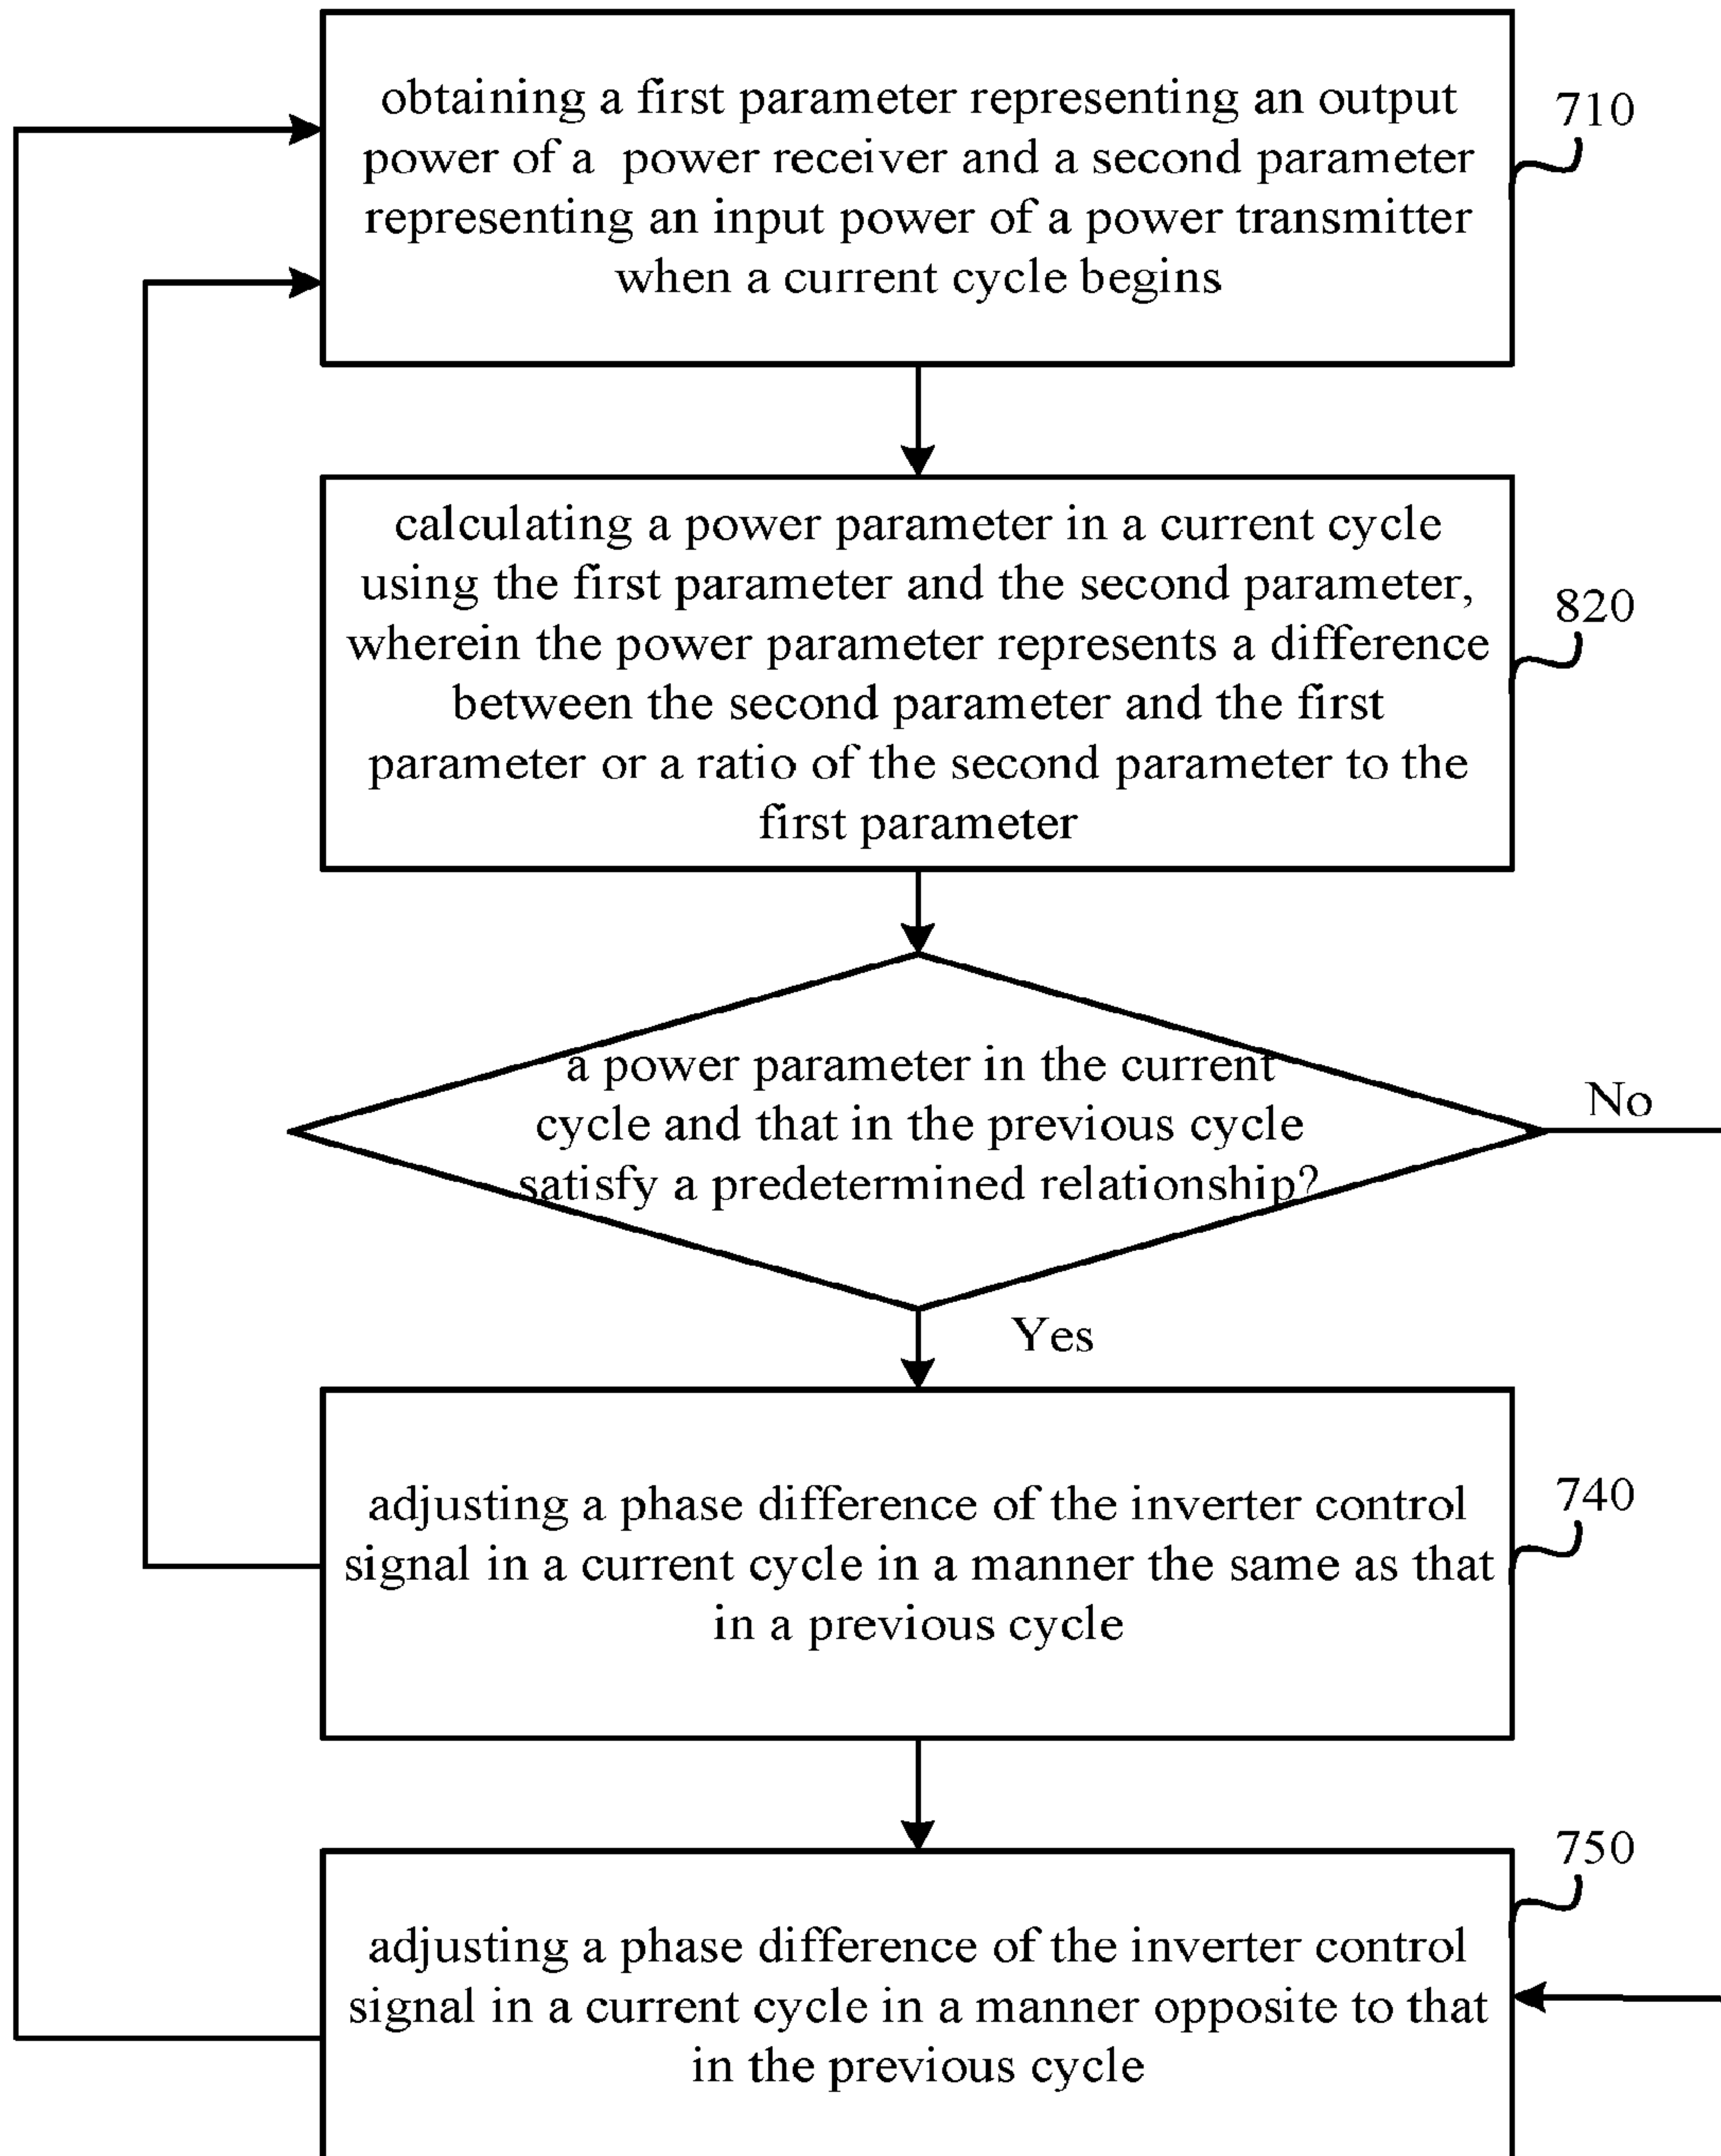 obtaining a first parameter representing an output
power of a power receiver and a second parameter
representing an input power of a power transmitter
when a current cycle begins
710
calculating a power parameter in a current cycle
using the first parameter and the second parameter,
wherein the power parameter represents a difference
between the second parameter and the first
parameter or a ratio of the second parameter to the
first parameter
820
a power parameter in the current
cycle and that in the previous cycle
satisfy a predetermined relationship?
No
Yes
adjusting a phase difference of the inverter control
signal in a current cycle in a manner the same as that
in a previous cycle
740
adjusting a phase difference of the inverter control
signal in a current cycle in a manner opposite to that
in the previous cycle
750